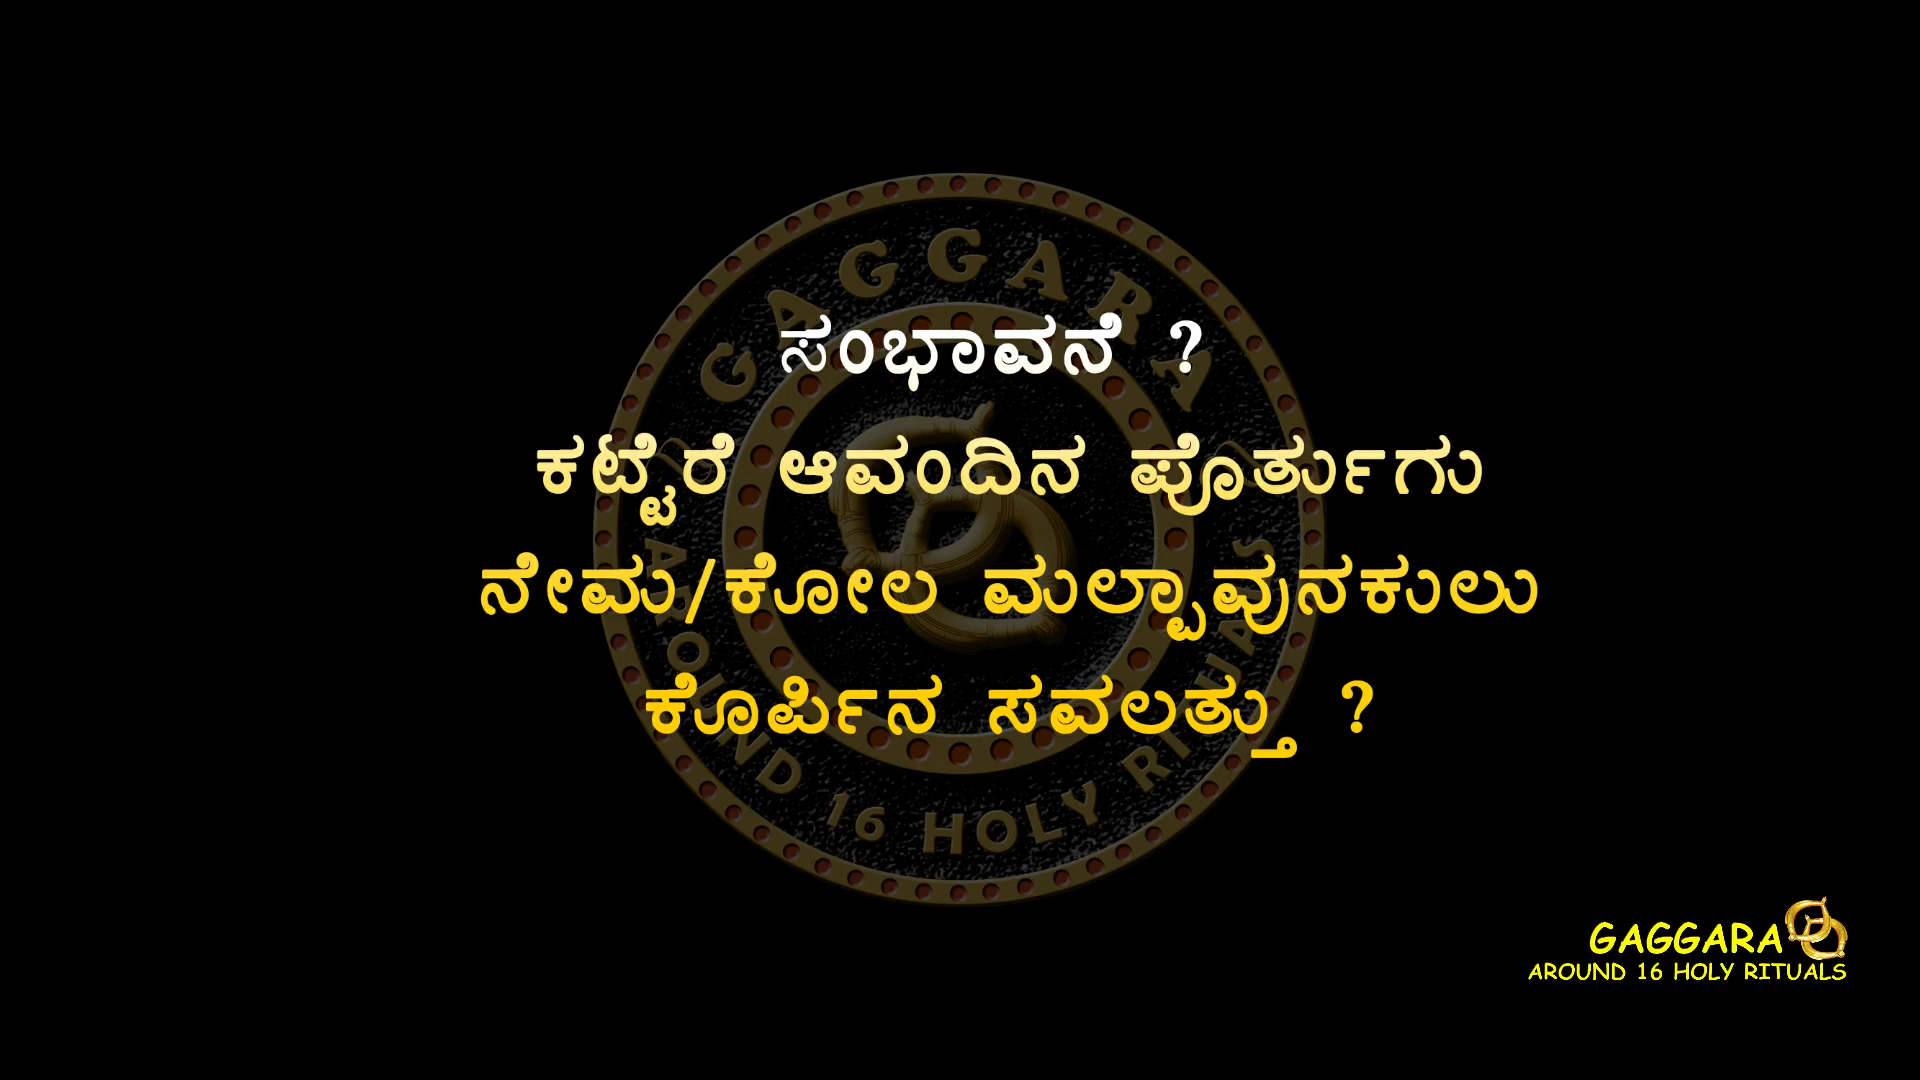 GAGGARA
ಸಂಭಾವನೆ ?
ಕಟ್ಟೆರೆ ಆವಂದಿನ ಪೊರ್ತುಗು
ನೇಮ/ಕೋಲ ಮಲ್ಪಾವುನಕುಲು
ಕೊರ್ಪಿನ ಸವಲತ್ತು ?
AROUND 16 HOLY RITUALS
GAGGARA
AROUND 16 HOLY RITUALS